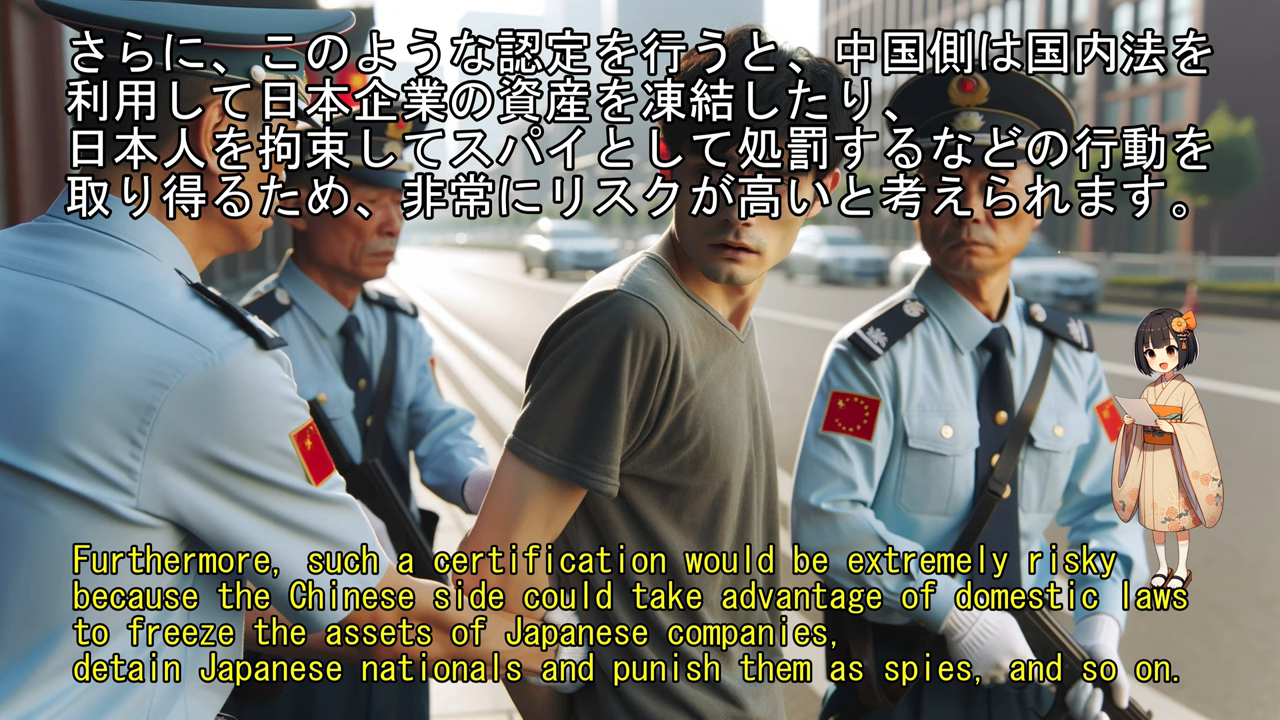 さらに、このような認定を行うと、中国側は国内法を
利用して日本企業の資産を凍結したり、
日本人を拘束してスパイとして処罰するなどの行動を
取り得るため、非常にリスクが高いと考えられます。
Furthermore, such a certification would be extremely risky
because the Chinese side could take advantage of domestic laws
to freeze the assets of Japanese companies,
detain Japanese nationals and punish them as spies, and so on.